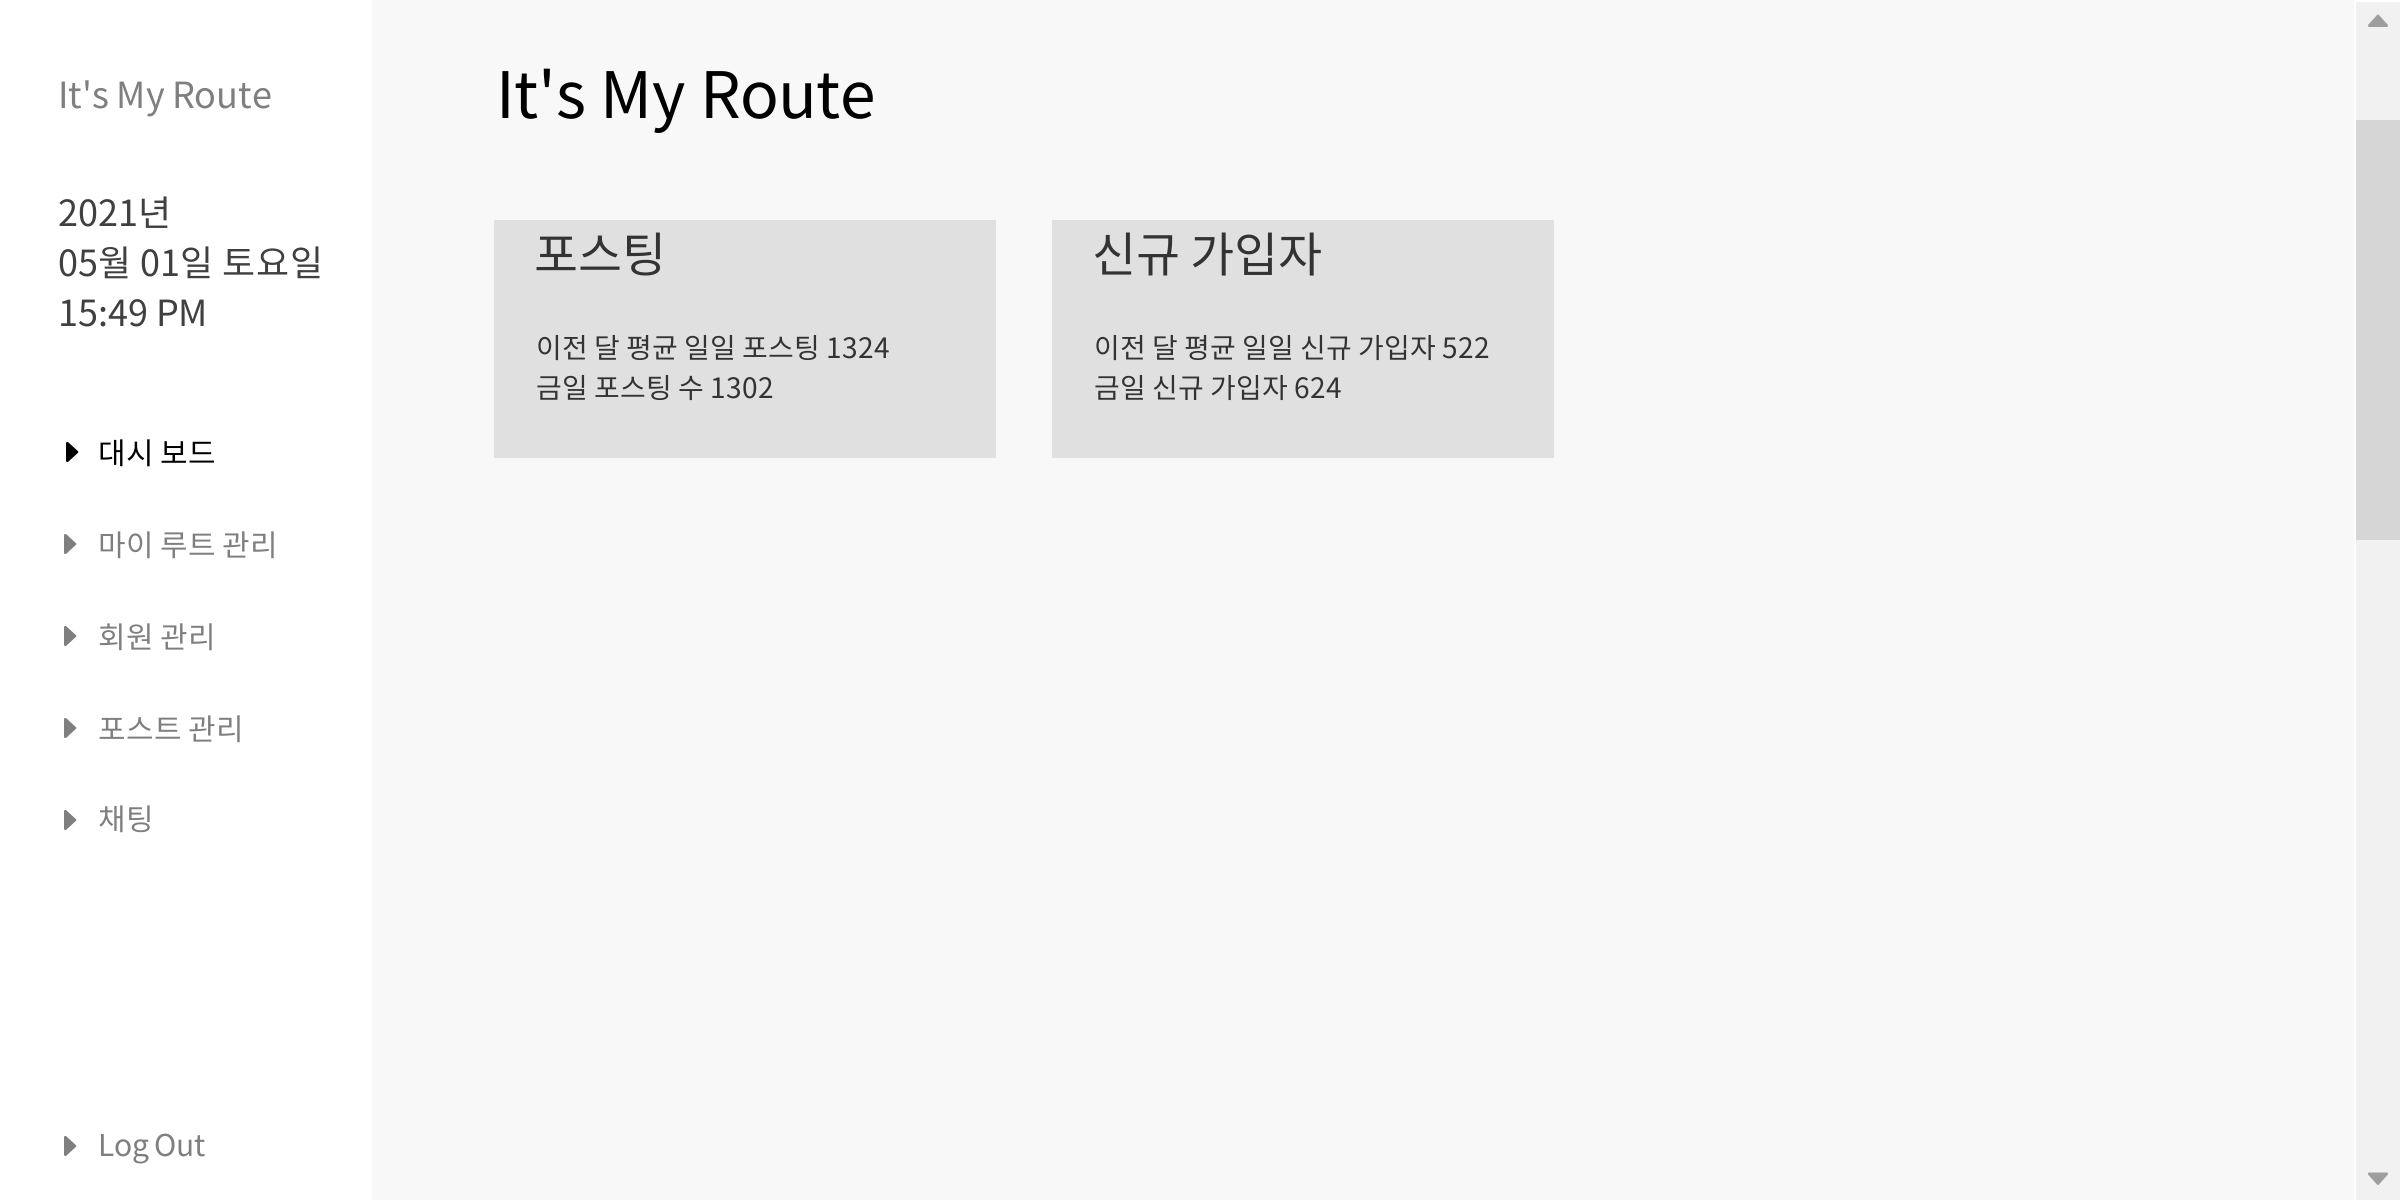 It's My Route
2021년
05월 01일 토요일
15:49 PM
대시 보드
마이 루트 관리
회원 관리
포스트 관리
채팅
Log Out
It's My Route
포스팅
이전 달 평균 일일 포스팅 1324
금일 포스팅 수 1302
신규 가입자
이전 달 평균 일일 신규 가입자 522
금일 신규 가입자 624